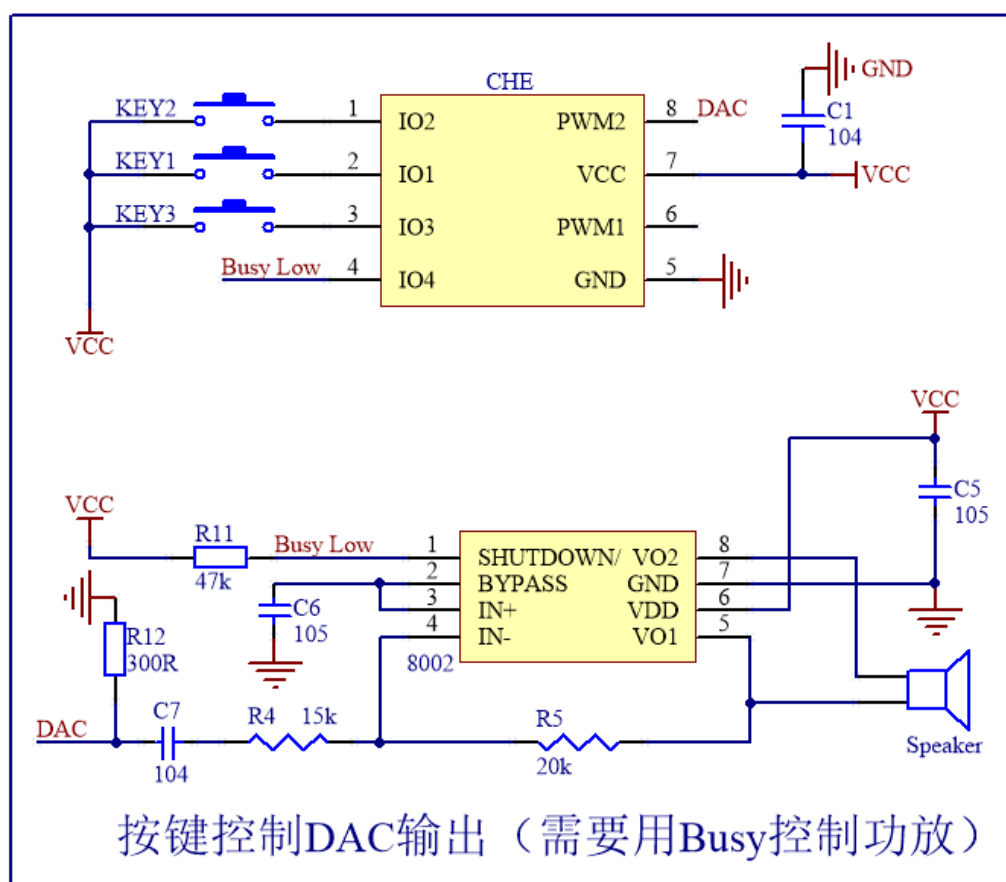 CHE
GND
C1
104
KEY2
1
IO2
PWM2
8
DAC
KEY1
2
IO1
VCC
7
VCC
KEY3
3
IO3
PWM1
6
Busy Low
4
IO4
GND
5
VCC
VCC
C5
105
VCC
R11
47k
Busy Low
1
SHUTDOWN/
VO2
8
2
BYPASS
GND
7
3
IN+
VDD
6
4
IN-
VO1
5
C6
105
8002
R12
300R
DAC
C7
104
R4
15k
R5
20k
Speaker
按键控制DAC输出（需要用Busy控制功放）